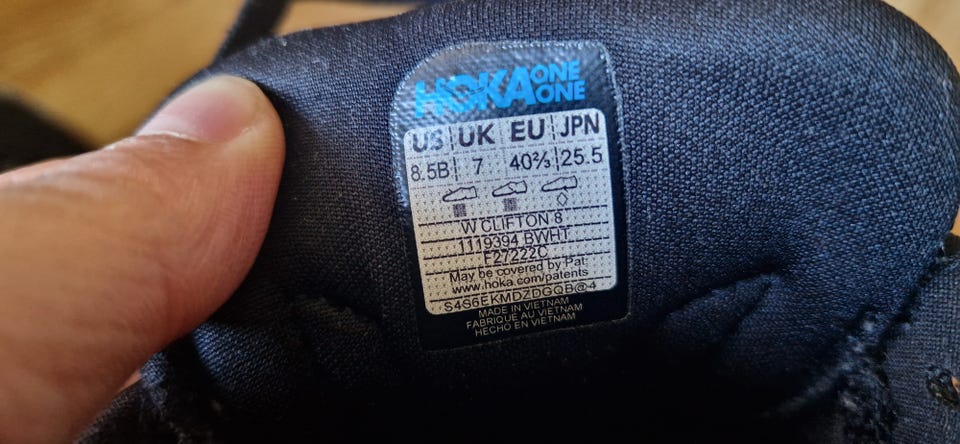 HOKA ONE ONE
US UK EU JPN
8.5B 7 40⅔ 25.5
W CLIFTON 8
1119394 BWHT
F27222C
May be covered by Pat:
www.hoka.com/patents
S4S6EKMDZDGQB@4
MADE IN VIETNAM
FABRIQUE AU VIETNAM
HECHO EN VIETNAM